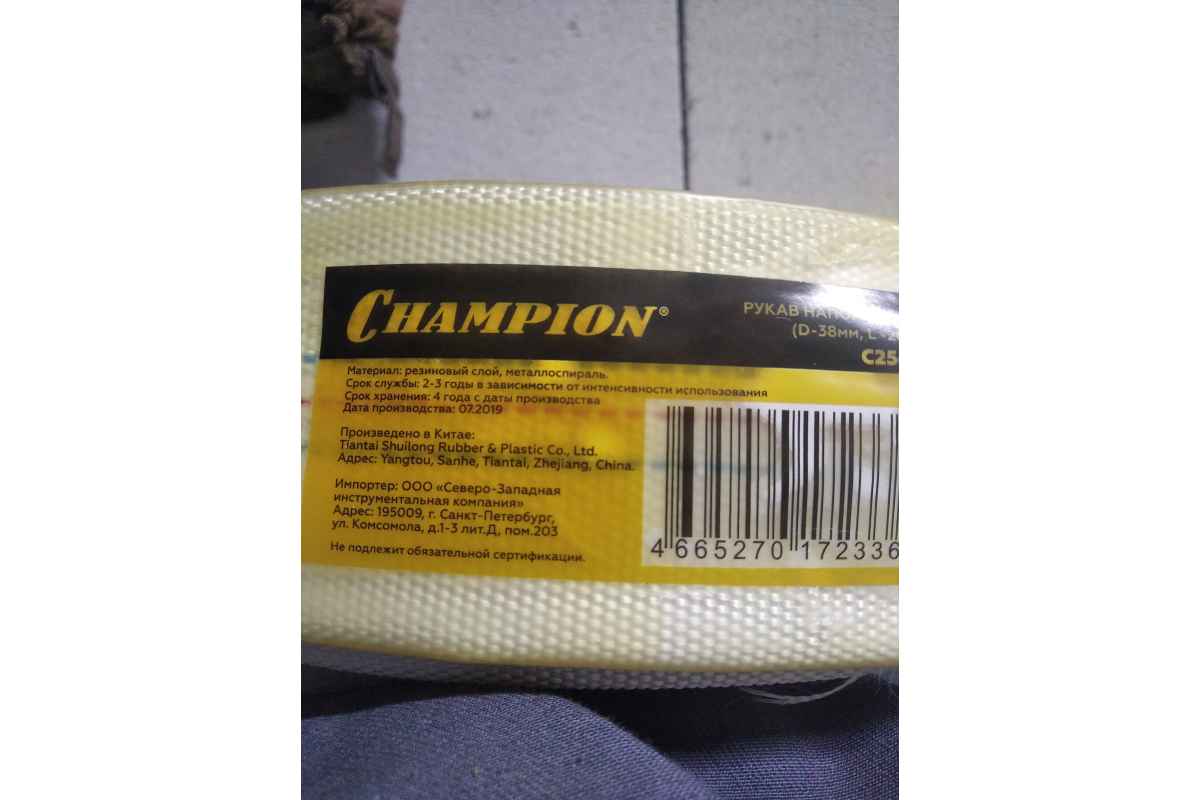 CHAMPION®
РУКАВ
(D-38мм,
Материал: резиновый слой, металлоспираль.
Срок службы: 2-3 годы в зависимости от интенсивности использования
Срок хранения: 4 года с даты производства
Дата производства: 07.2019
Произведено в Китае:
Tiantai Shuilong Rubber & Plastic Co., Ltd.
Адрес: Yangtou, Sanhe, Tiantai, Zhejiang, China.
Импортер: ООО «Северо-Западная
инструментальная компания»
Адрес: 195009, г. Санкт-Петербург,
ул. Комсомола, д.1-3 лит.Д, пом.203
Не подлежит обязательной сертификации.
4 665270 172336